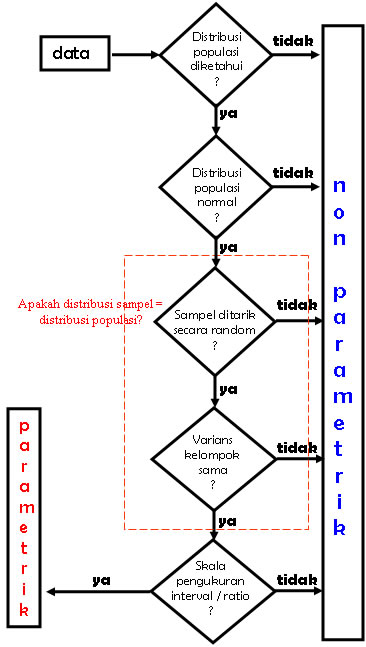 data
Distribusi
populasi
diketahui
?
tidak
ya
Distribusi
populasi
normal
?
tidak
ya
Apakah distribusi sampel =
distribusi populasi?
Sampel ditarik
secara random
?
tidak
ya
Varians
kelompok
sama
?
tidak
ya
Skala
pengukuran
interval / ratio
?
tidak
ya
parametrik
non parametrik